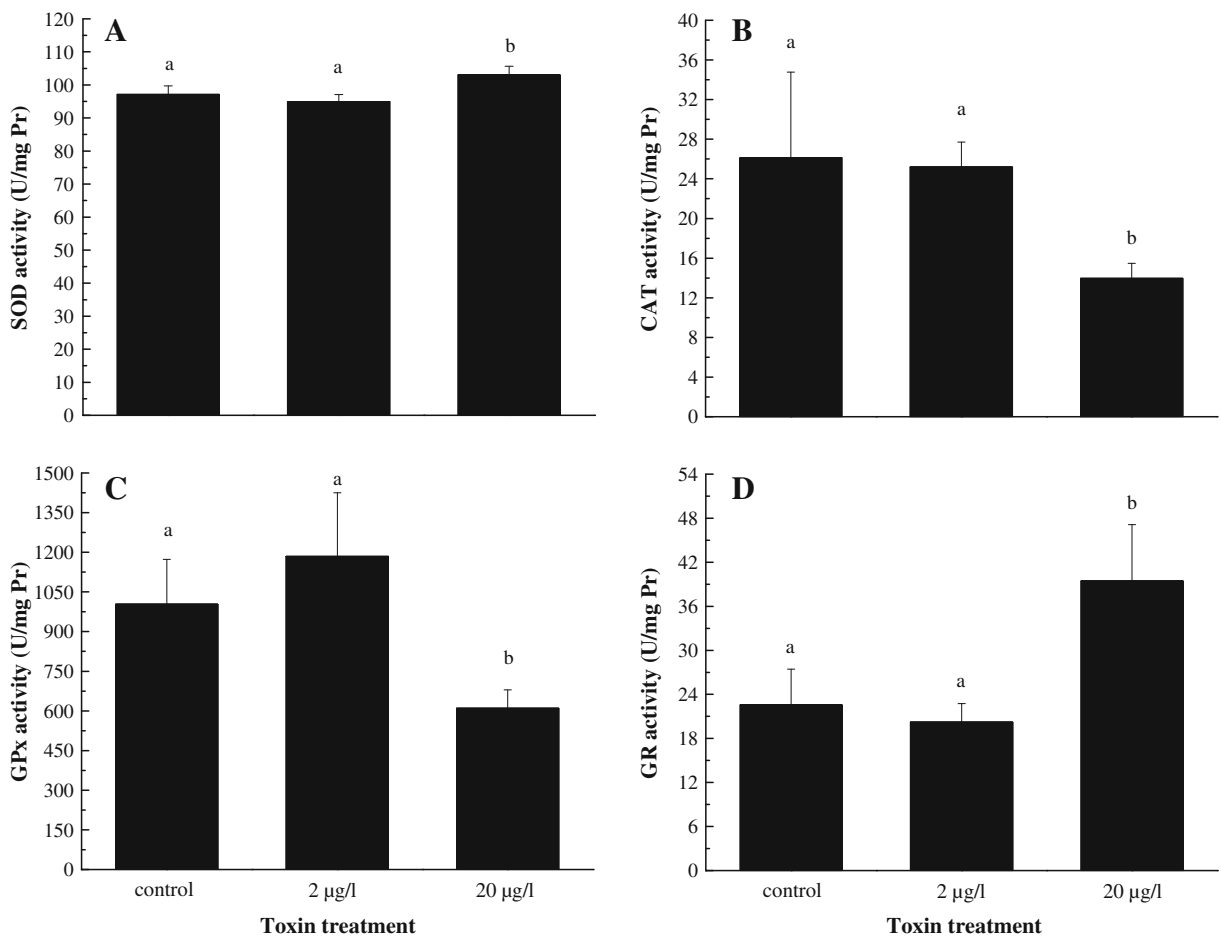 A
SOD activity (U/mg Pr)
120
110
100
90
80
70
60
50
40
30
20
10
0
a
a
b
B
CAT activity (U/mg Pr)
40
36
32
28
24
20
16
12
8
4
0
a
a
b
C
GPx activity (U/mg Pr)
1500
1350
1200
1050
900
750
600
450
300
150
0
a
a
b
control
2 µg/l
20 µg/l
Toxin treatment
D
GR activity (U/mg Pr)
54
48
42
36
30
24
18
12
6
0
a
a
b
control
2 µg/l
20 µg/l
Toxin treatment